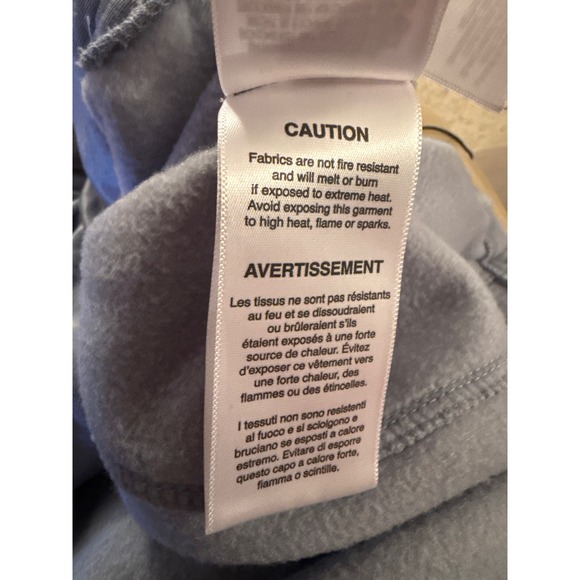 CAUTION
Fabrics are not fire resistant
and will melt or burn
if exposed to extreme heat.
Avoid exposing this garment
to high heat, flame or sparks.
AVERTISSEMENT
Les tissus ne sont pas résistants
au feu et se dissoudraient
ou brûleraient s'ils
étaient exposés à une forte
source de chaleur. Évitez
d'exposer ce vêtement vers
une forte chaleur, des
flammes ou des étincelles.
I tessuti non sono resistenti
al fuoco e si sciolgono e
bruciano se esposti a calore
estremo. Evitare di esporre
questo capo a calore forte,
fiamma o scintille.